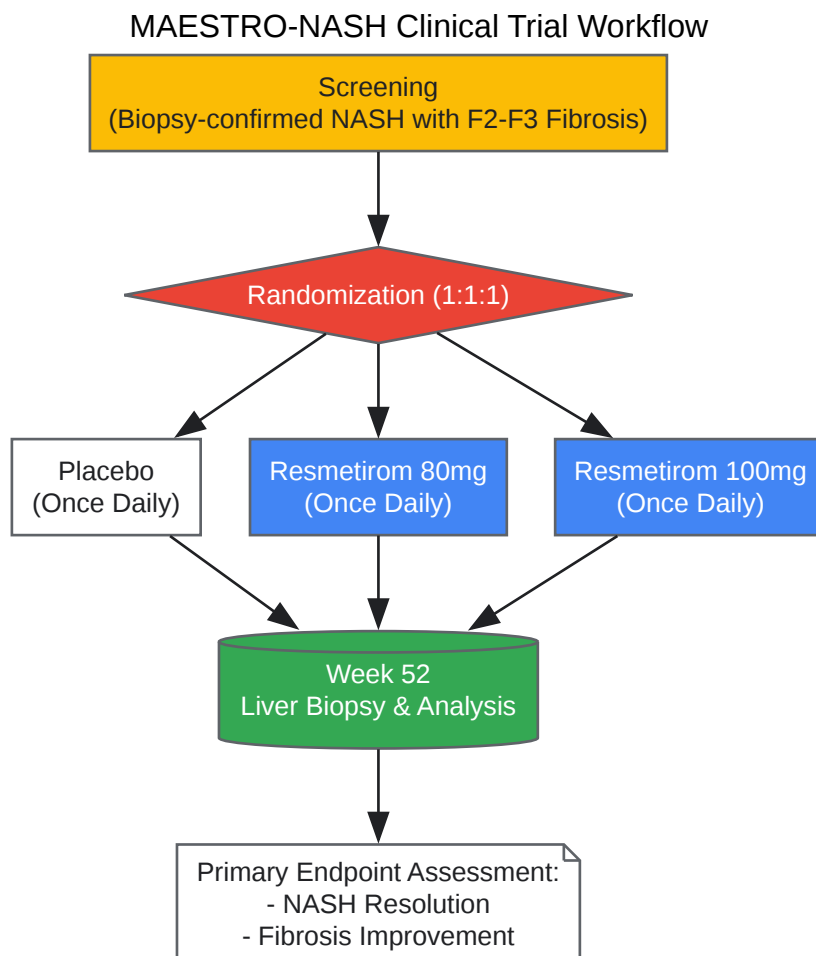 MAESTRO-NASH Clinical Trial Workflow
Screening
(Biopsy-confirmed NASH with F2-F3 Fibrosis)
Randomization (1:1:1)
Placebo
(Once Daily)
Resmetirom 80mg
(Once Daily)
Resmetirom 100mg
(Once Daily)
Week 52
Liver Biopsy & Analysis
Primary Endpoint Assessment:
- NASH Resolution
- Fibrosis Improvement